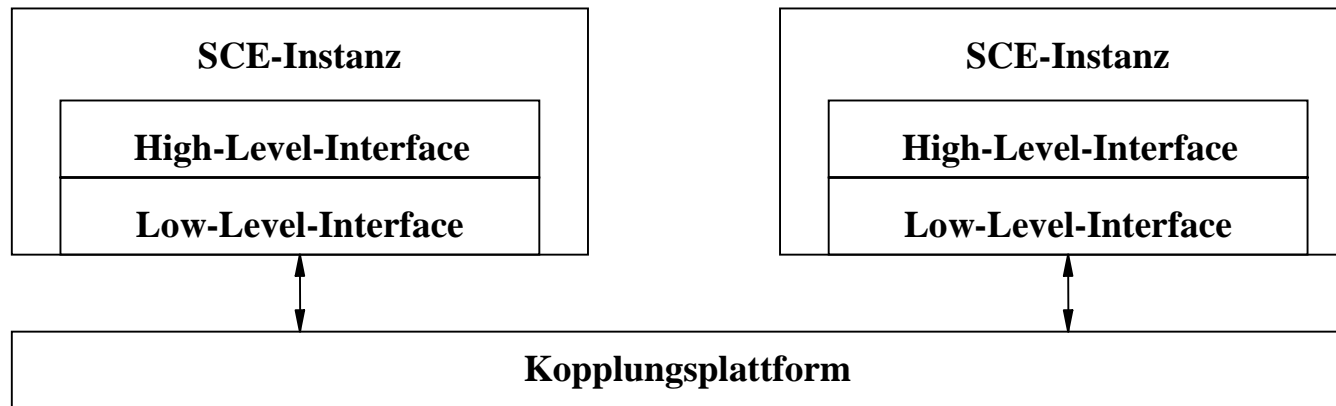 SCE-Instanz
High-Level-Interface
Low-Level-Interface
SCE-Instanz
High-Level-Interface
Low-Level-Interface
Kopplungsplattform